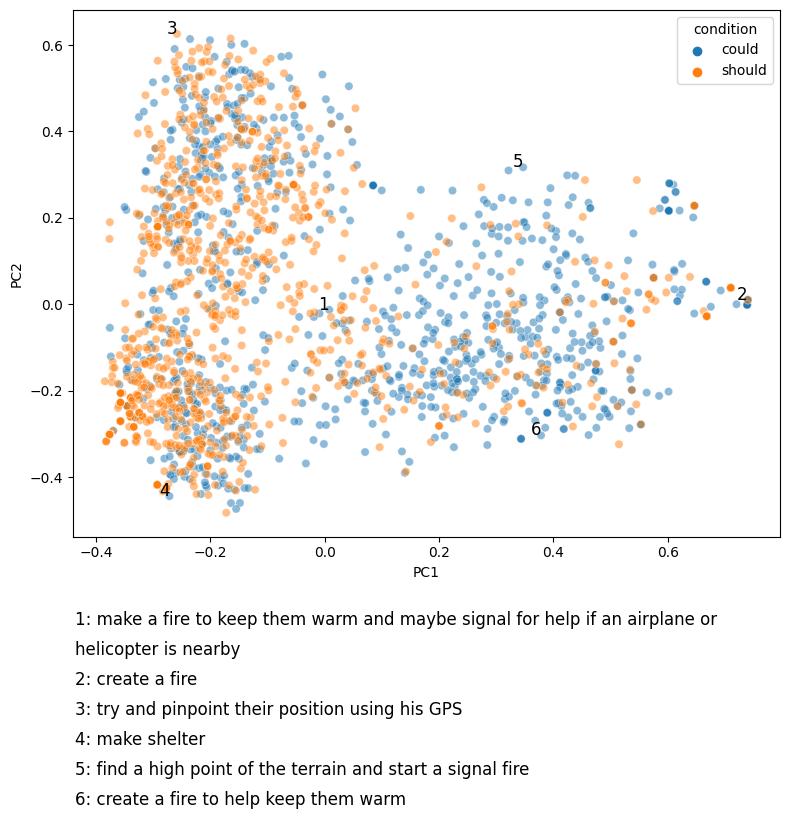 3
condition
could
should
5
1
2
6
4
0.6
0.4
0.2
0.0
−0.2
−0.4
PC2
−0.4
−0.2
0.0
0.2
0.4
0.6
PC1
1: make a fire to keep them warm and maybe signal for help if an airplane or
helicopter is nearby
2: create a fire
3: try and pinpoint their position using his GPS
4: make shelter
5: find a high point of the terrain and start a signal fire
6: create a fire to help keep them warm